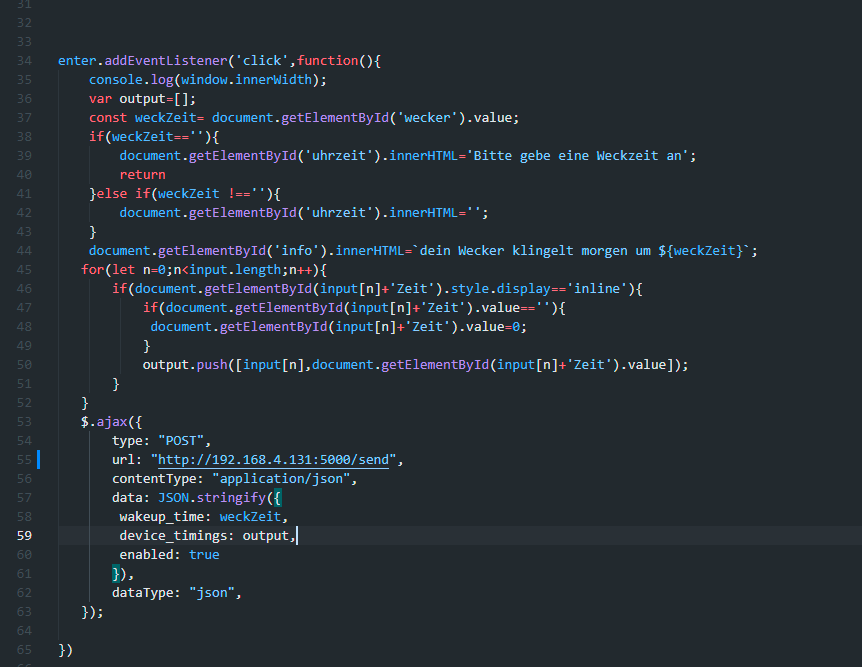 31
32
33
34 enter.addEventListener('click',function(){
35 console.log(window.innerWidth);
36 var output=[];
37 const weckZeit= document.getElementById('wecker').value;
38 if(weckZeit==''){
39 document.getElementById('uhrzeit').innerHTML='Bitte gebe eine Weckzeit an';
40 return
41 }else if(weckZeit !==''){
42 document.getElementById('uhrzeit').innerHTML='';
43 }
44 document.getElementById('info').innerHTML=`dein Wecker klingelt morgen um ${weckZeit}`;
45 for(let n=0;n<input.length;n++){
46 if(document.getElementById(input[n]+'Zeit').style.display=='inline'){
47 if(document.getElementById(input[n]+'Zeit').value==''){
48 document.getElementById(input[n]+'Zeit').value=0;
49 }
50 output.push([input[n],document.getElementById(input[n]+'Zeit').value]);
51 }
52 }
53 $.ajax({
54 type: "POST",
55 url: "http://192.168.4.131:5000/send",
56 contentType: "application/json",
57 data: JSON.stringify({
58 wakeup_time: weckZeit,
59 device_timings: output,
60 enabled: true
61 }),
62 dataType: "json",
63 });
64
65 })